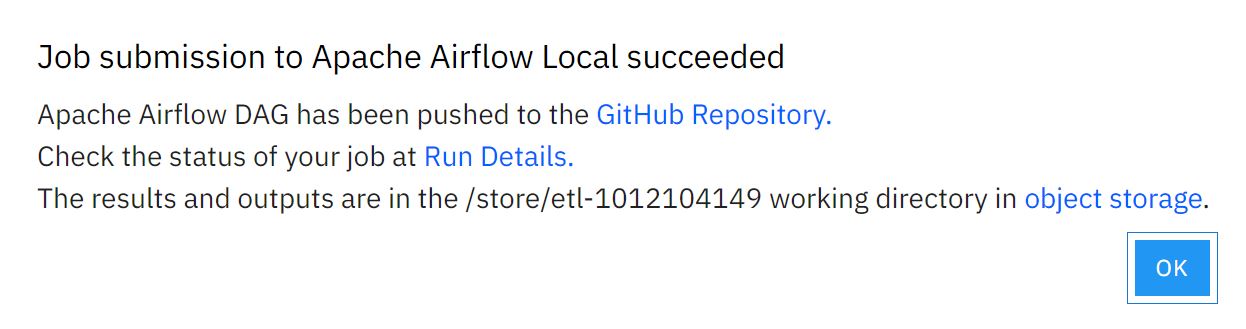 Job submission to Apache Airflow Local succeeded
Apache Airflow DAG has been pushed to the GitHub Repository.
Check the status of your job at Run Details.
The results and outputs are in the /store/etl-1012104149 working directory in object storage.
OK